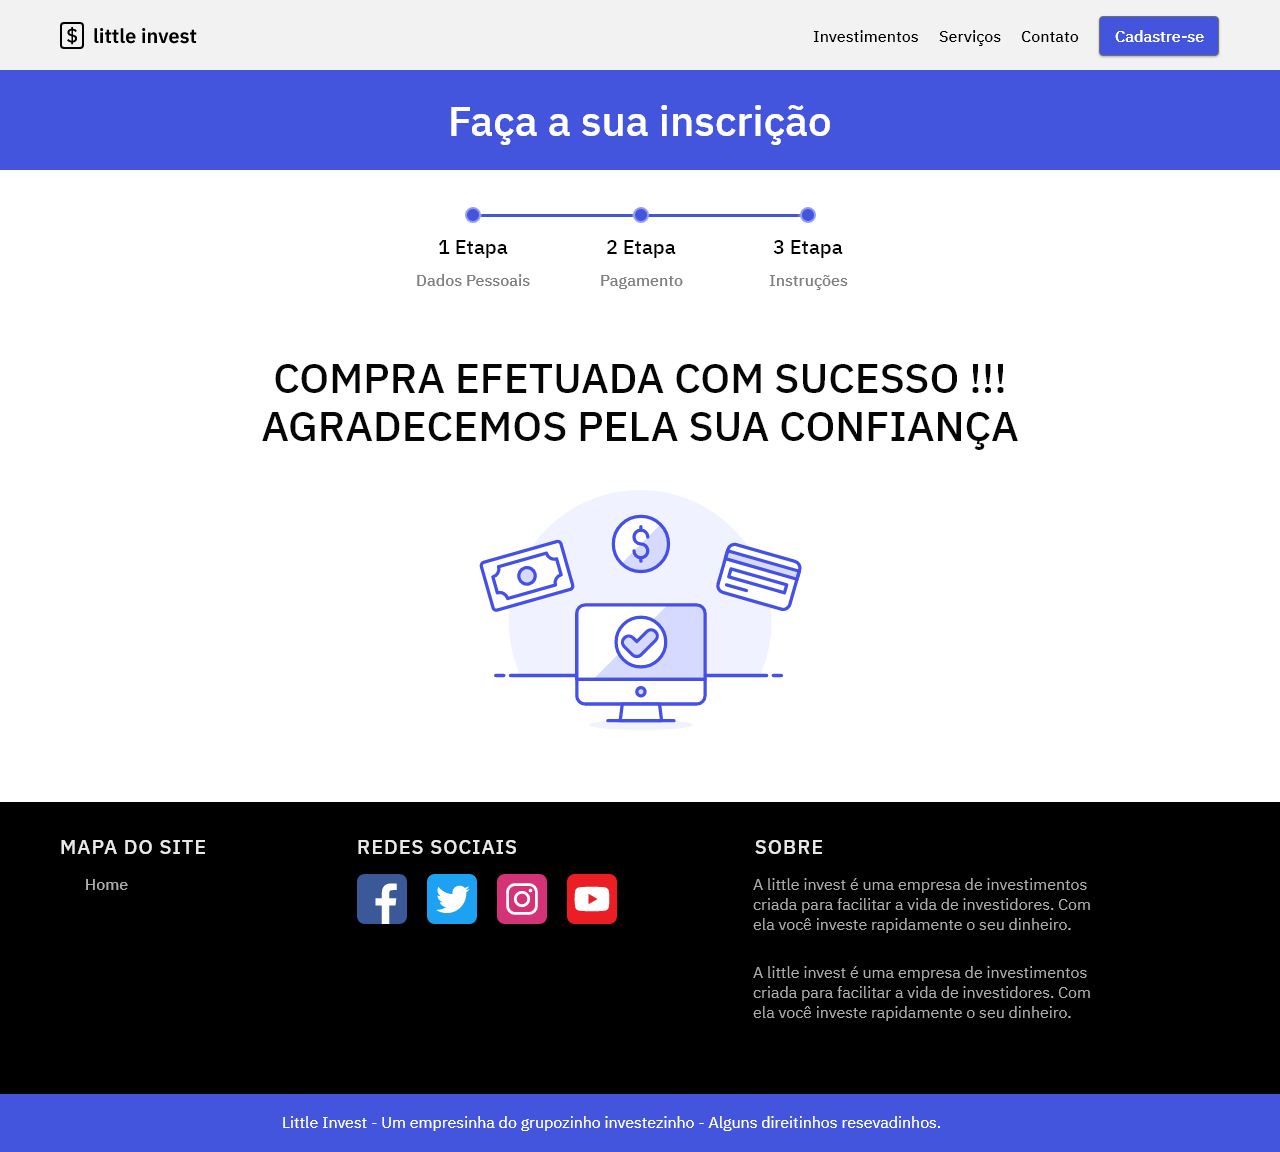 $ little invest
Investimentos Serviços Contato Cadastre-se
Faça a sua inscrição
1 Etapa 2 Etapa 3 Etapa
Dados Pessoais Pagamento Instruções
COMPRA EFETUADA COM SUCESSO !!!
AGRADECEMOS PELA SUA CONFIANÇA
$
MAPA DO SITE
Home
REDES SOCIAIS
SOBRE
A little invest é uma empresa de investimentos
criada para facilitar a vida de investidores. Com
ela você investe rapidamente o seu dinheiro.
A little invest é uma empresa de investimentos
criada para facilitar a vida de investidores. Com
ela você investe rapidamente o seu dinheiro.
Little Invest - Um empresinha do grupozinho investezinho - Alguns direitinhos resevadinhos.